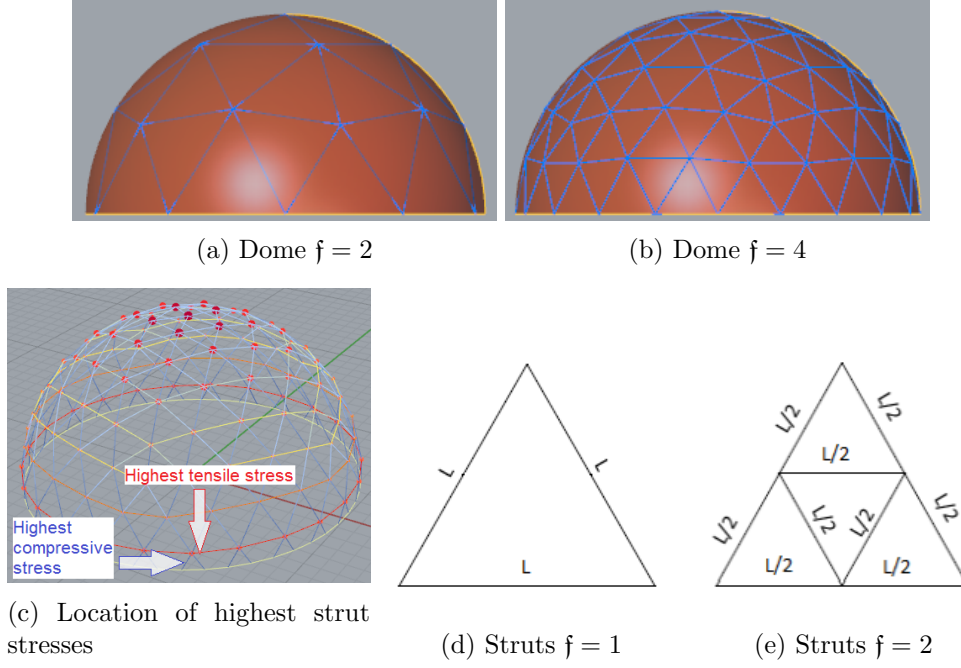 (a) Dome 𝔣 = 2
(b) Dome 𝔣 = 4
Highest tensile stress
Highest
compressive
stress
(c) Location of highest strut
stresses
L
L
L
(d) Struts 𝔣 = 1
L/2
L/2
L/2
L/2
L/2
L/2
L/2
L/2
L/2
(e) Struts 𝔣 = 2